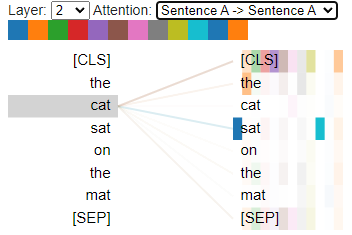 Layer: 2 Attention: Sentence A -> Sentence A
[CLS] [CLS]
the the
cat cat
sat sat
on on
the the
mat mat
[SEP] [SEP]